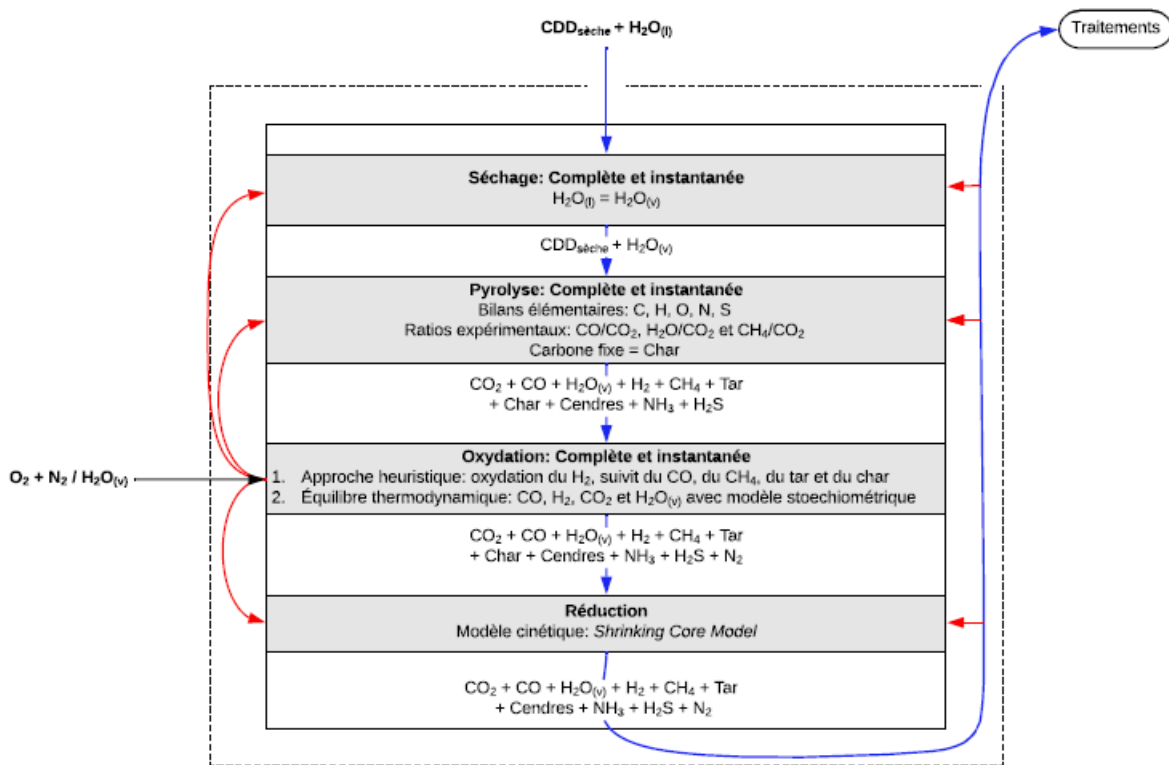 CDDsèche + H2O(l)
Traitements
Séchage: Complète et instantanée
H2O(l) = H2O(v)
CDDsèche + H2O(v)
Pyrolyse: Complète et instantanée
Bilans élémentaires: C, H, O, N, S
Ratios expérimentaux: CO/CO2, H2O/CO2 et CH4/CO2
Carbone fixe = Char
CO2 + CO + H2O(v) + H2 + CH4 + Tar
+ Char + Cendres + NH3 + H2S
O2 + N2 / H2O(v)
Oxydation: Complète et instantanée
1. Approche heuristique: oxydation du H2, suivit du CO, du CH4, du tar et du char
2. Équilibre thermodynamique: CO, H2, CO2 et H2O(v) avec modèle stoechiométrique
CO2 + CO + H2O(v) + H2 + CH4 + Tar
+ Char + Cendres + NH3 + H2S + N2
Réduction
Modèle cinétique: Shrinking Core Model
CO2 + CO + H2O(v) + H2 + CH4 + Tar
+ Cendres + NH3 + H2S + N2